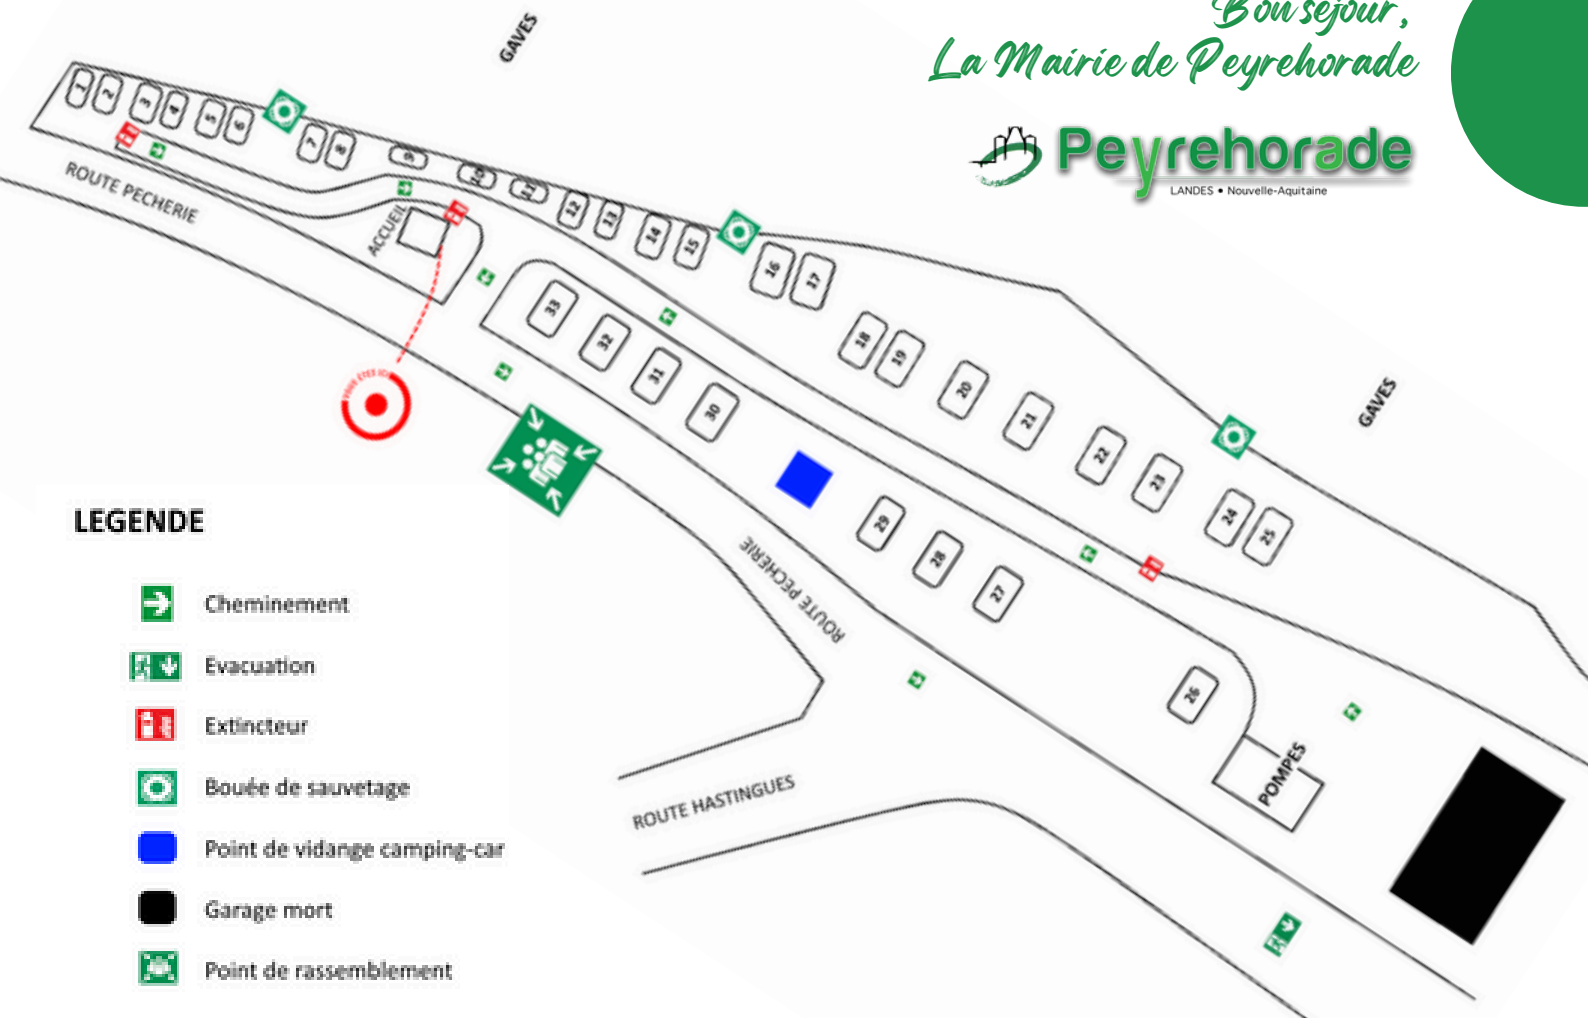 Bon séjour,
La Mairie de Peyrehorade
Peyrehorade
LANDES • Nouvelle-Aquitaine
GAVES
1
2
3
4
5
6
7
8
9
10
11
12
13
14
15
16
17
18
19
20
21
22
23
24
25
GAVES
ROUTE PECHERIE
ACCUEIL
33
32
31
30
29
28
27
26
VOUS ÊTES ICI
ROUTE PECHERIE
ROUTE HASTINGUES
POMPES
LEGENDE
Cheminement
Evacuation
Extincteur
Bouée de sauvetage
Point de vidange camping-car
Garage mort
Point de rassemblement